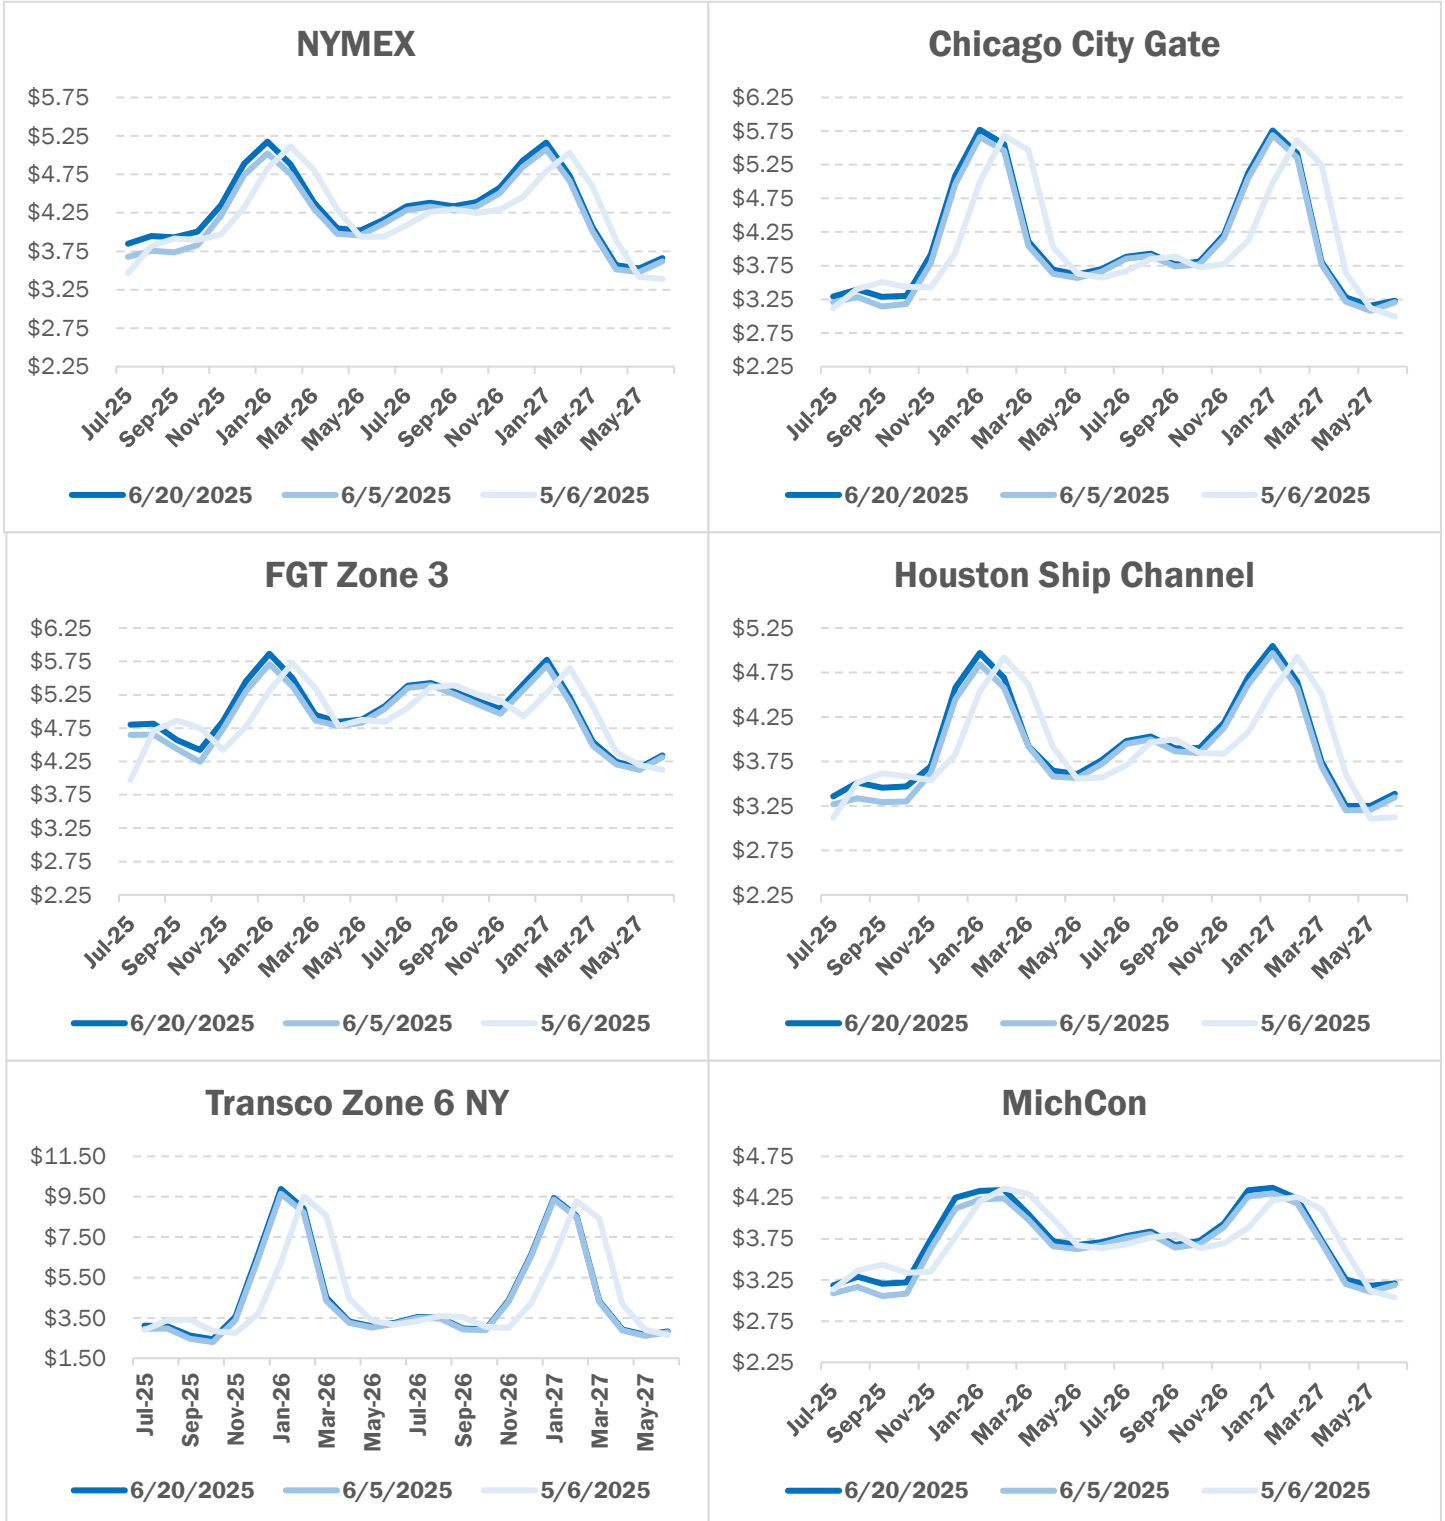 NYMEX
$5.75
$5.25
$4.75
$4.25
$3.75
$3.25
$2.75
$2.25
Jul-25
Sep-25
Nov-25
Jan-26
Mar-26
May-26
Jul-26
Sep-26
Nov-26
Jan-27
Mar-27
May-27
6/20/2025 6/5/2025 5/6/2025
Chicago City Gate
$6.25
$5.75
$5.25
$4.75
$4.25
$3.75
$3.25
$2.75
$2.25
Jul-25
Sep-25
Nov-25
Jan-26
Mar-26
May-26
Jul-26
Sep-26
Nov-26
Jan-27
Mar-27
May-27
6/20/2025 6/5/2025 5/6/2025
FGT Zone 3
$6.25
$5.75
$5.25
$4.75
$4.25
$3.75
$3.25
$2.75
$2.25
Jul-25
Sep-25
Nov-25
Jan-26
Mar-26
May-26
Jul-26
Sep-26
Nov-26
Jan-27
Mar-27
May-27
6/20/2025 6/5/2025 5/6/2025
Houston Ship Channel
$5.25
$4.75
$4.25
$3.75
$3.25
$2.75
$2.25
Jul-25
Sep-25
Nov-25
Jan-26
Mar-26
May-26
Jul-26
Sep-26
Nov-26
Jan-27
Mar-27
May-27
6/20/2025 6/5/2025 5/6/2025
Transco Zone 6 NY
$11.50
$9.50
$7.50
$5.50
$3.50
$1.50
Jul-25
Sep-25
Nov-25
Jan-26
Mar-26
May-26
Jul-26
Sep-26
Nov-26
Jan-27
Mar-27
May-27
6/20/2025 6/5/2025 5/6/2025
MichCon
$4.75
$4.25
$3.75
$3.25
$2.75
$2.25
Jul-25
Sep-25
Nov-25
Jan-26
Mar-26
May-26
Jul-26
Sep-26
Nov-26
Jan-27
Mar-27
May-27
6/20/2025 6/5/2025 5/6/2025